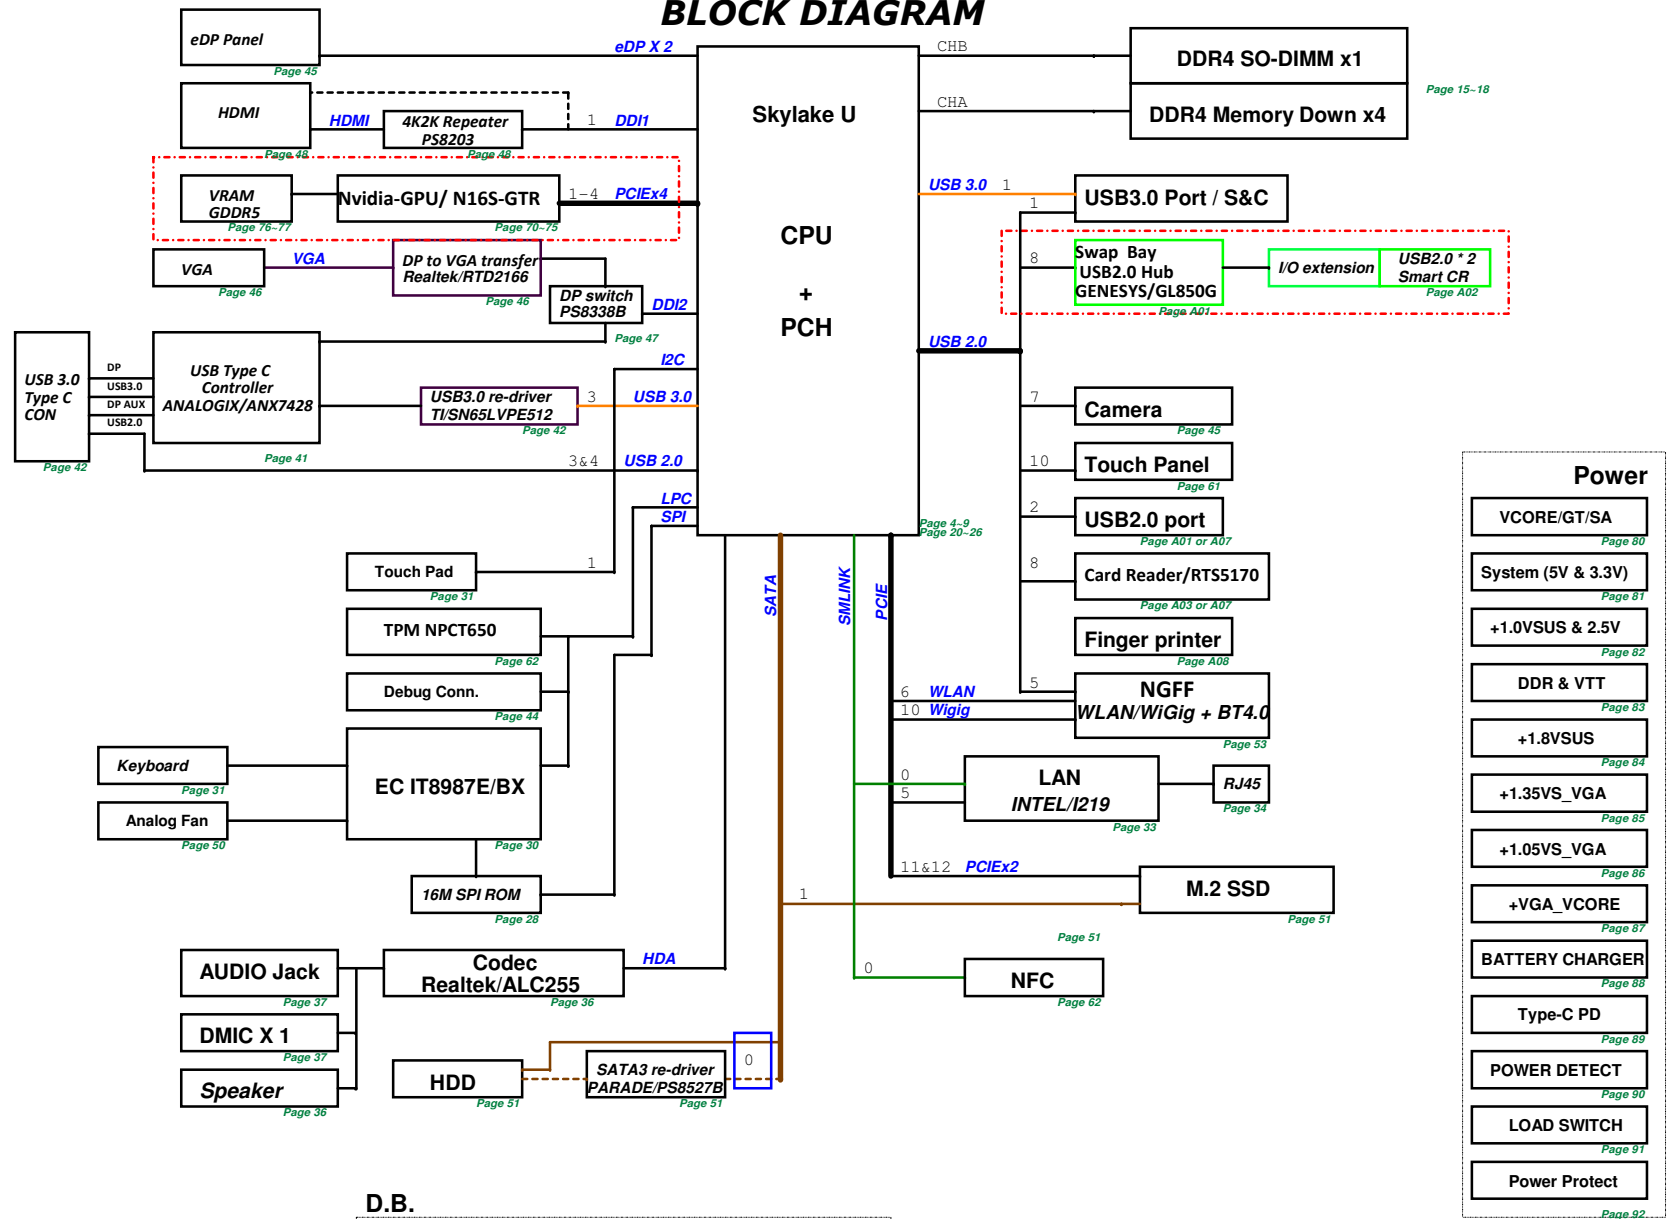 BLOCK DIAGRAM
eDP Panel
Page 45
eDP X 2
HDMI
Page 48
HDMI
4K2K Repeater
PS8203
Page 48
1
DDI1
VRAM
GDDR5
Page 76~77
Nvidia-GPU/ N16S-GTR
Page 70~75
1-4
PCIEx4
VGA
Page 46
VGA
DP to VGA transfer
Realtek/RTD2166
Page 46
DP switch
PS8338B
Page 47
DDI2
I2C
USB 3.0
Type C
CON
Page 42
DP
USB3.0
DP AUX
USB2.0
USB Type C
Controller
ANALOGIX/ANX7428
Page 41
USB3.0 re-driver
TI/SN65LVPE512
Page 42
3
USB 3.0
3&4
USB 2.0
LPC
SPI
Skylake U
CPU
+
PCH
Page 4~9
Page 20~26
CHB
CHA
DDR4 SO-DIMM x1
DDR4 Memory Down x4
Page 15~18
USB 3.0
1
1
USB3.0 Port / S&C
8
Swap Bay
USB2.0 Hub
GENESYS/GL850G
Page A01
I/O extension
USB2.0 * 2
Smart CR
Page A02
USB 2.0
7
Camera
Page 45
10
Touch Panel
Page 61
2
USB2.0 port
Page A01 or A07
8
Card Reader/RTS5170
Page A03 or A07
Finger printer
Page A08
5
NGFF
WLAN/WiGig + BT4.0
Page 53
6
WLAN
10
Wigig
SATA
SMLINK
PCIE
0
5
LAN
INTEL/I219
Page 33
RJ45
Page 34
11&12
PCIEx2
1
M.2 SSD
Page 51
Page 51
0
NFC
Page 62
Touch Pad
Page 31
1
TPM NPCT650
Page 62
Debug Conn.
Page 44
Keyboard
Page 31
Analog Fan
Page 50
EC IT8987E/BX
Page 30
16M SPI ROM
Page 28
AUDIO Jack
Page 37
DMIC X 1
Page 37
Speaker
Page 36
Codec
Realtek/ALC255
Page 36
HDA
HDD
Page 51
SATA3 re-driver
PARADE/PS8527B
Page 51
0
D.B.
Power
VCORE/GT/SA
Page 80
System (5V & 3.3V)
Page 81
+1.0VSUS & 2.5V
Page 82
DDR & VTT
Page 83
+1.8VSUS
Page 84
+1.35VS_VGA
Page 85
+1.05VS_VGA
Page 86
+VGA_VCORE
Page 87
BATTERY CHARGER
Page 88
Type-C PD
Page 89
POWER DETECT
Page 90
LOAD SWITCH
Page 91
Power Protect
Page 92